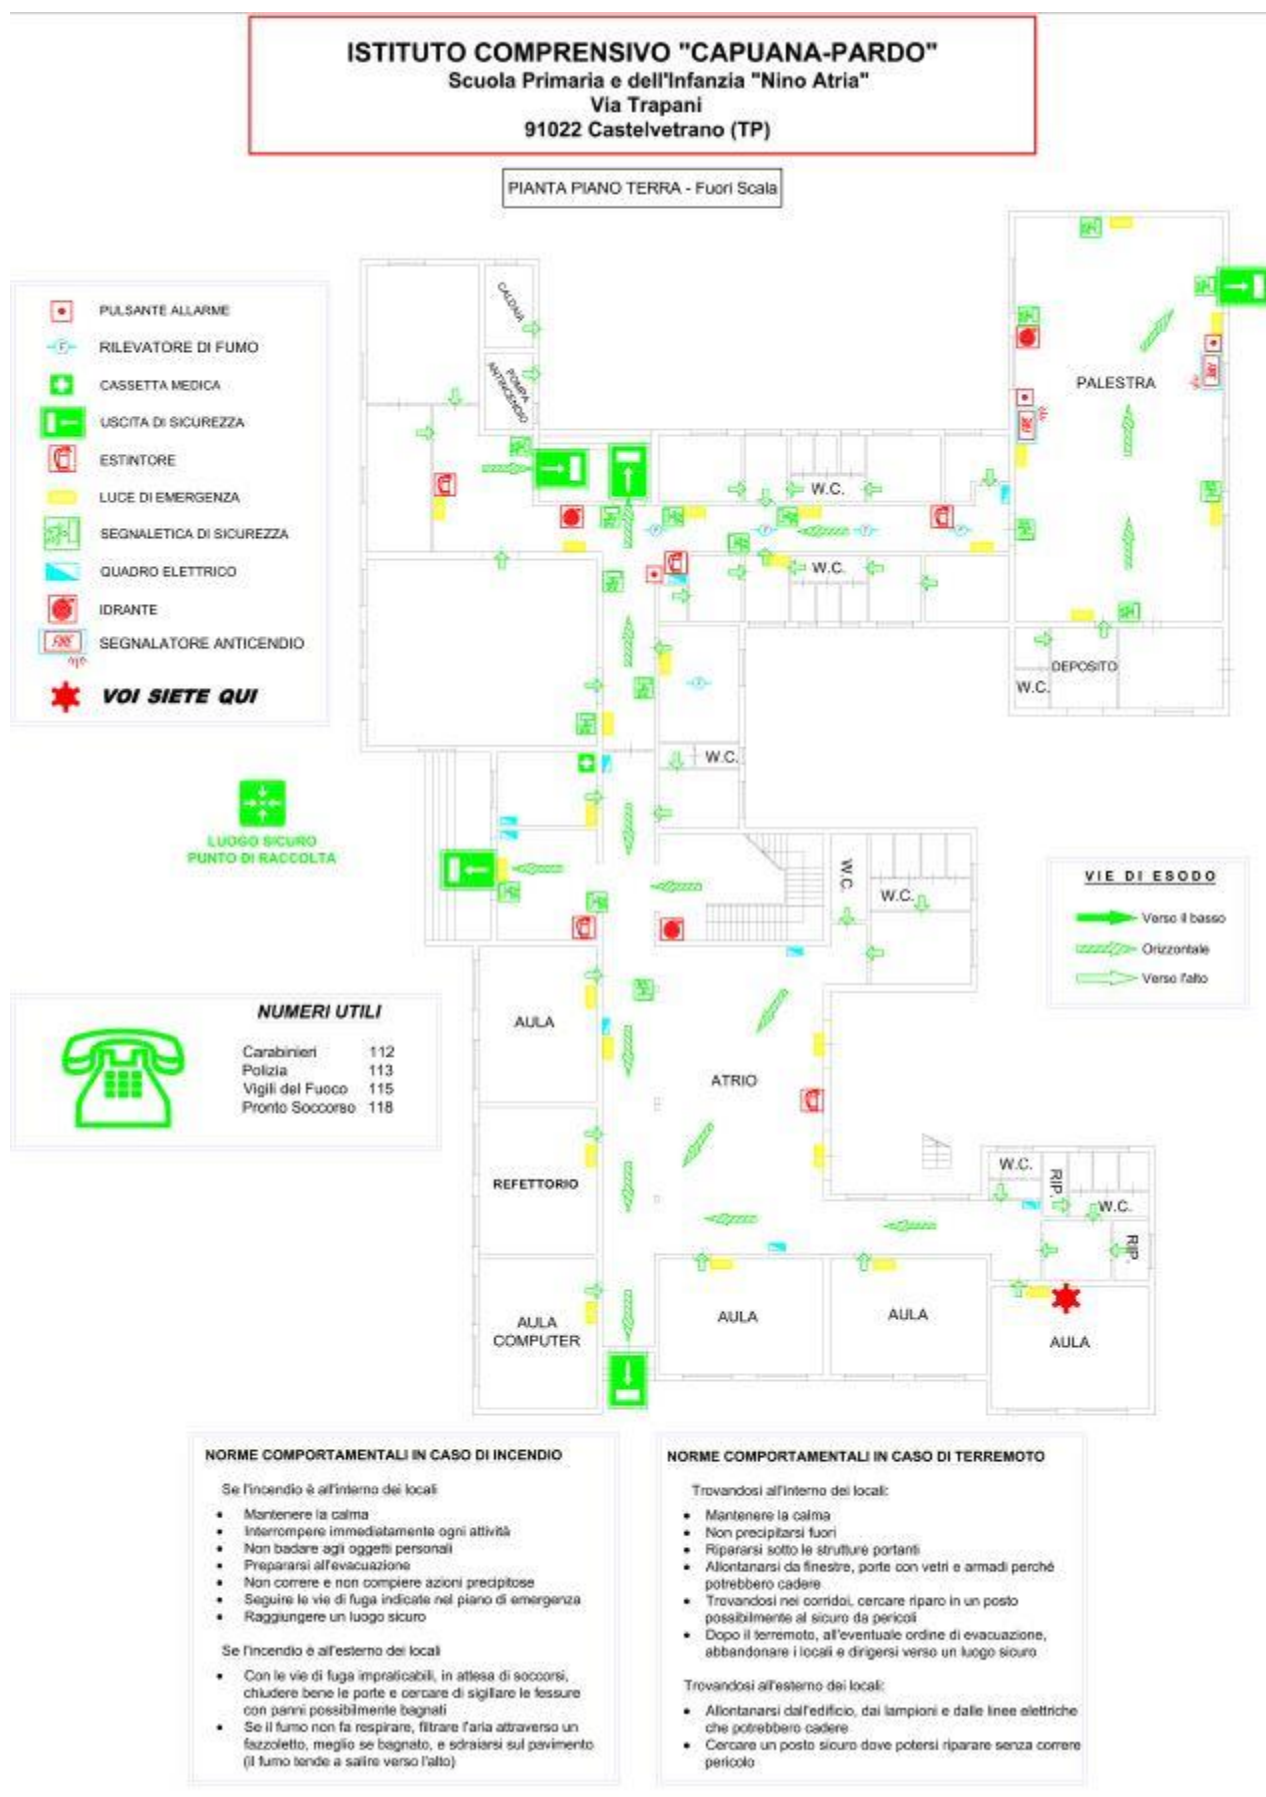 ISTITUTO COMPRENSIVO "CAPUANA-PARDO"
Scuola Primaria e dell'Infanzia "Nino Atria"
Via Trapani
91022 Castelvetrano (TP)
PIANTA PIANO TERRA - Fuori Scala
PULSANTE ALLARME
RILEVATORE DI FUMO
CASSETTA MEDICA
USCITA DI SICUREZZA
ESTINTORE
LUCE DI EMERGENZA
SEGNALETICA DI SICUREZZA
QUADRO ELETTRICO
IDRANTE
SEGNALATORE ANTICENDIO
VOI SIETE QUI
CALDAIA
POMPA
ANTINCENDIO
PALESTRA
W.C.
W.C.
DEPOSITO
W.C.
W.C.
LUOGO SICURO
PUNTO DI RACCOLTA
W.C.
W.C.
VIE DI ESODO
Verso il basso
Orizzontale
Verso l'alto
NUMERI UTILI
Carabinieri 112
Polizia 113
Vigili del Fuoco 115
Pronto Soccorso 118
AULA
ATRIO
REFETTORIO
W.C.
RIP.
W.C.
RIP.
AULA
COMPUTER
AULA
AULA
AULA
NORME COMPORTAMENTALI IN CASO DI INCENDIO
Se l'incendio è all'interno dei locali
• Mantenere la calma
• Interrompere immediatamente ogni attività
• Non badare agli oggetti personali
• Prepararsi all'evacuazione
• Non correre e non compiere azioni precipitose
• Seguire le vie di fuga indicate nel piano di emergenza
• Raggiungere un luogo sicuro
Se l'incendio è all'esterno dei locali
• Con le vie di fuga impraticabili, in attesa di soccorsi,
chiudere bene le porte e cercare di sigillare le fessure
con panni possibilmente bagnati
• Se il fumo non fa respirare, filtrare l'aria attraverso un
fazzoletto, meglio se bagnato, e sdraiarsi sul pavimento
(il fumo tende a salire verso l'alto)
NORME COMPORTAMENTALI IN CASO DI TERREMOTO
Trovandosi all'interno dei locali:
• Mantenere la calma
• Non precipitarsi fuori
• Ripararsi sotto le strutture portanti
• Allontanarsi da finestre, porte con vetri e armadi perché
potrebbero cadere
• Trovandosi nei corridoi, cercare riparo in un posto
possibilmente al sicuro da pericoli
• Dopo il terremoto, all'eventuale ordine di evacuazione,
abbandonare i locali e dirigersi verso un luogo sicuro
Trovandosi all'esterno dei locali:
• Allontanarsi dall'edificio, dai lampioni e dalle linee elettriche
che potrebbero cadere
• Cercare un posto sicuro dove potersi riparare senza correre
pericolo